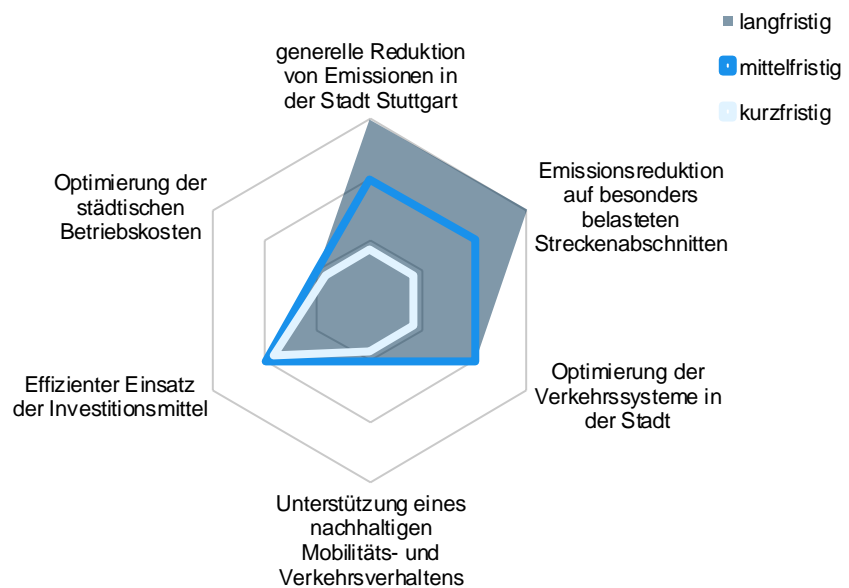 langfristig
mittelfristig
kurzfristig
generelle Reduktion
von Emissionen in
der Stadt Stuttgart
Emissionsreduktion
auf besonders
belasteten
Streckenabschnitten
Optimierung der
Verkehrssysteme in
der Stadt
Unterstützung eines
nachhaltigen
Mobilitäts- und
Verkehrsverhaltens
Effizienter Einsatz
der Investitionsmittel
Optimierung der
städtischen
Betriebskosten